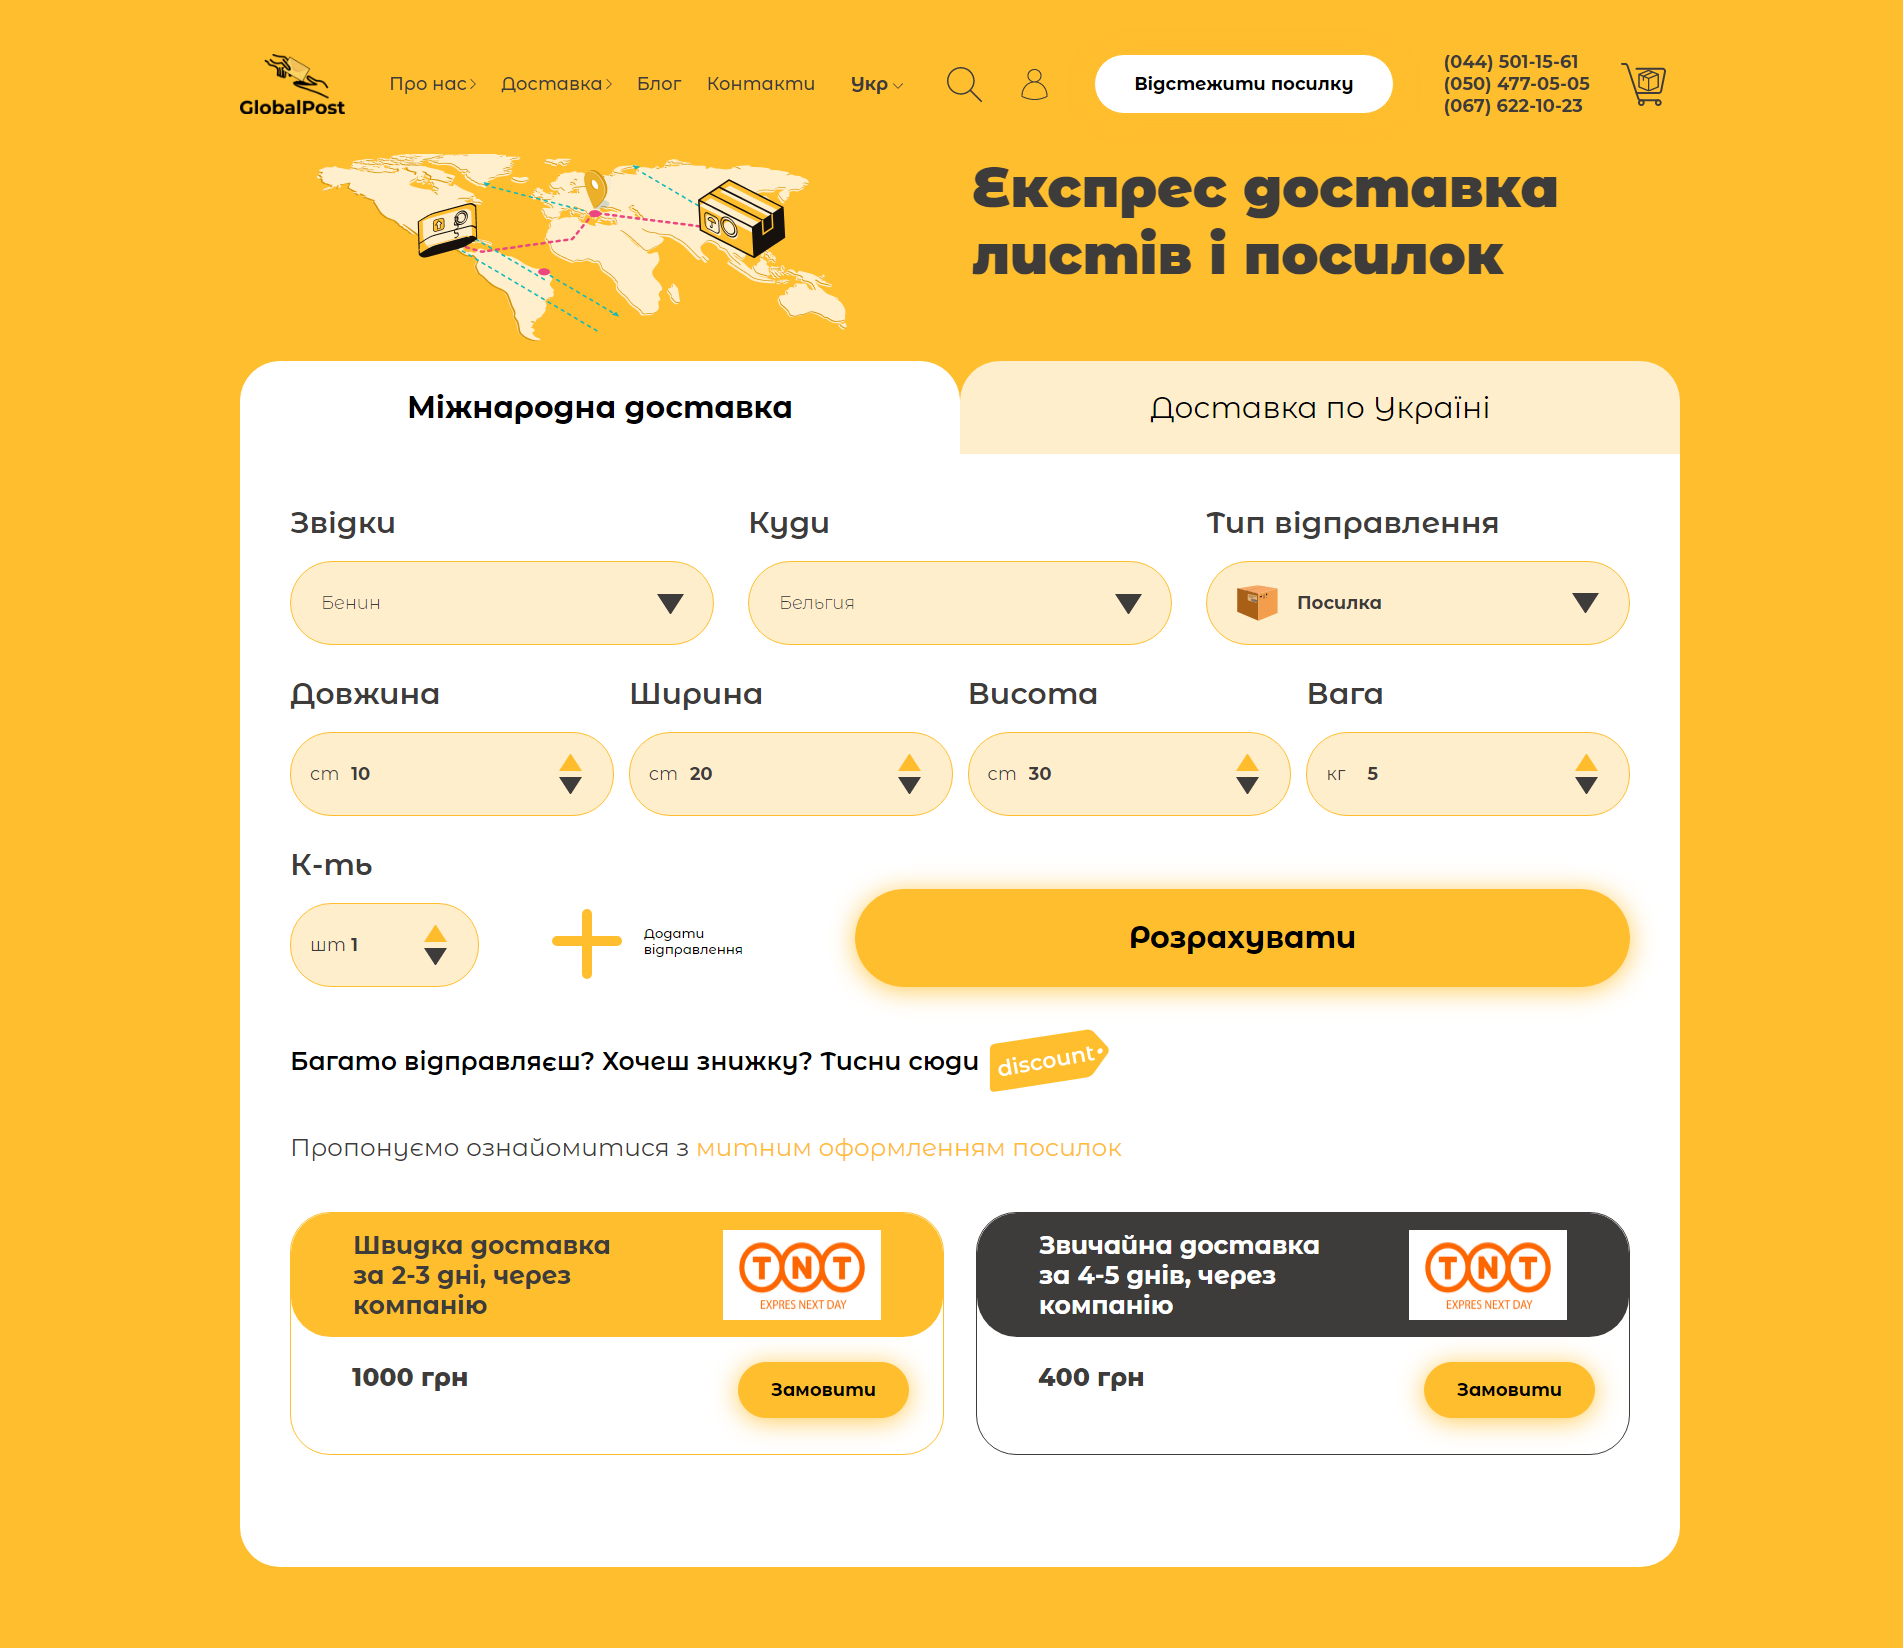 GlobalPost
Про нас
Доставка
Блог
Контакти
Укр
Відстежити посилку
(044) 501-15-61
(050) 477-05-05
(067) 622-10-23
Експрес доставка
листів і посилок
Міжнародна доставка
Доставка по Україні
Звідки
Куди
Тип відправлення
Бенин
Бельгия
Посилка
Довжина
Ширина
Висота
Вага
см 10
см 20
см 30
кг 5
К-ть
шт 1
Додати
відправлення
Розрахувати
Багато відправляєш? Хочеш знижку? Тисни сюди
discount
Пропонуємо ознайомитися з митним оформленням посилок
Швидка доставка
за 2-3 дні, через
компанію
TNT
EXPRES NEXT DAY
1000 грн
Замовити
Звичайна доставка
за 4-5 днів, через
компанію
TNT
EXPRES NEXT DAY
400 грн
Замовити